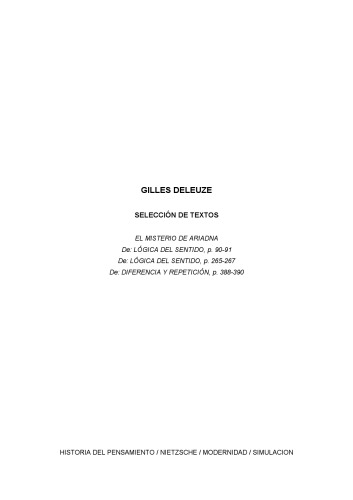 GILLES DELEUZE
SELECCIÓN DE TEXTOS
EL MISTERIO DE ARIADNA
De: LÓGICA DEL SENTIDO, p. 90-91
De: LÓGICA DEL SENTIDO, p. 265-267
De: DIFERENCIA Y REPETICIÓN, p. 388-390
HISTORIA DEL PENSAMIENTO / NIETZSCHE / MODERNIDAD / SIMULACION